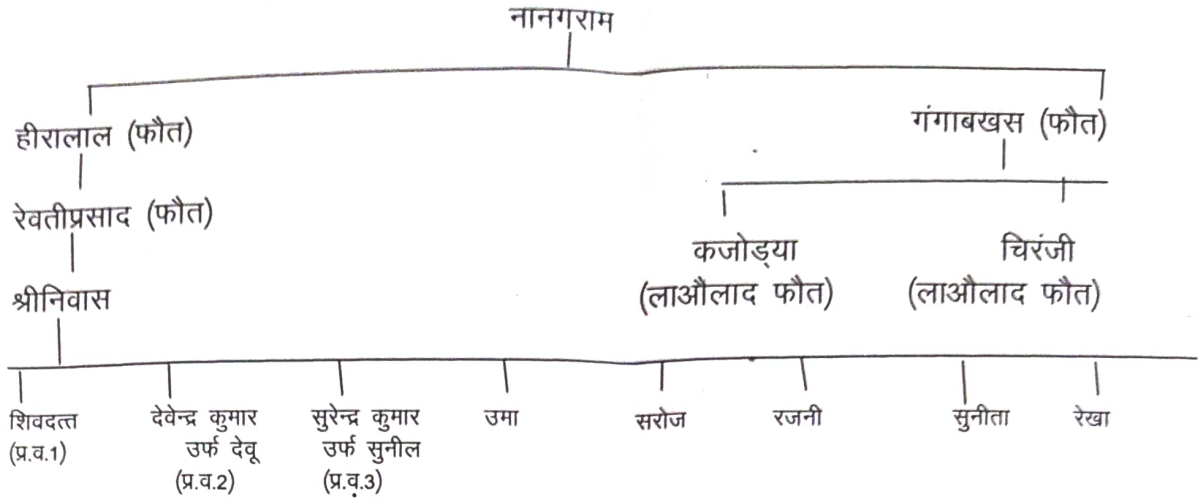 नानगराम
हीरालाल (फौत)
गंगाबखस (फौत)
रेवतीप्रसाद (फौत)
कजोड़्या
(लाऔलाद फौत)
चिरंजी
(लाऔलाद फौत)
श्रीनिवास
शिवदत्त
(प्र.व.1)
देवेन्द्र कुमार
उर्फ देवू
(प्र.व.2)
सुरेन्द्र कुमार
उर्फ सुनील
(प्र.व.3)
उमा
सरोज
रजनी
सुनीता
रेखा